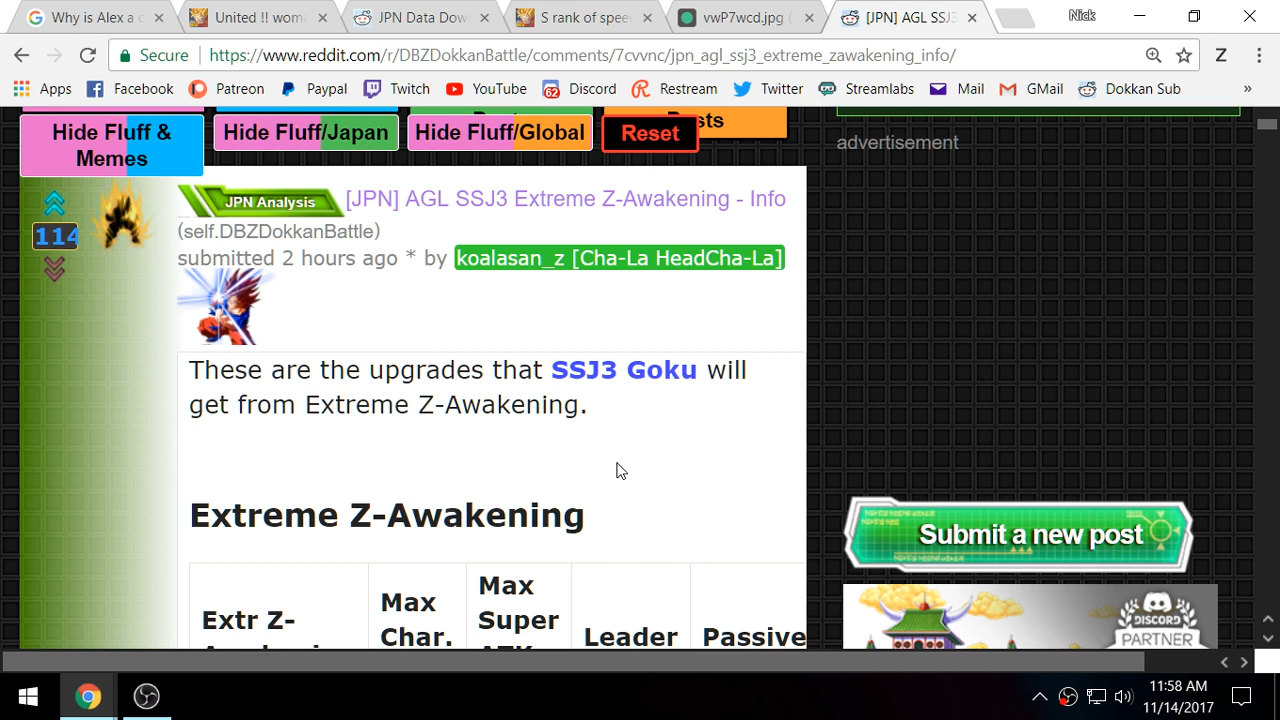 Why is Alex a c
United !! wom
JPN Data Dow
S rank of spee
vwP7wcd.jpg (
[JPN] AGL SSJ3
Nick
Secure
https://www.reddit.com/r/DBZDokkanBattle/comments/7cvvnc/jpn_agl_ssj3_extreme_zawakening_info/
Apps
Facebook
Patron
Paypal
Twitch
YouTube
62
Discord
Restream
Twitter
Streamlabs
Mail
GMail
Dokkan Sub
»
Hide Fluff &
Memes
Hide Fluff/Japan
Hide Fluff/Global
Reset
advertisement
114
JPN Analysis
[JPN] AGL SSJ3 Extreme Z-Awakening - Info
(self.DBZDokkanBattle)
submitted 2 hours ago * by koalasan_z [Cha-La HeadCha-La]
These are the upgrades that SSJ3 Goku will
get from Extreme Z-Awakening.
Extreme Z-Awakening
Extr Z-
Max
Char.
Max
Super
Leader
Passive
Submit a new post
DISCORD
PARTNER
11:58 AM
11/14/2017